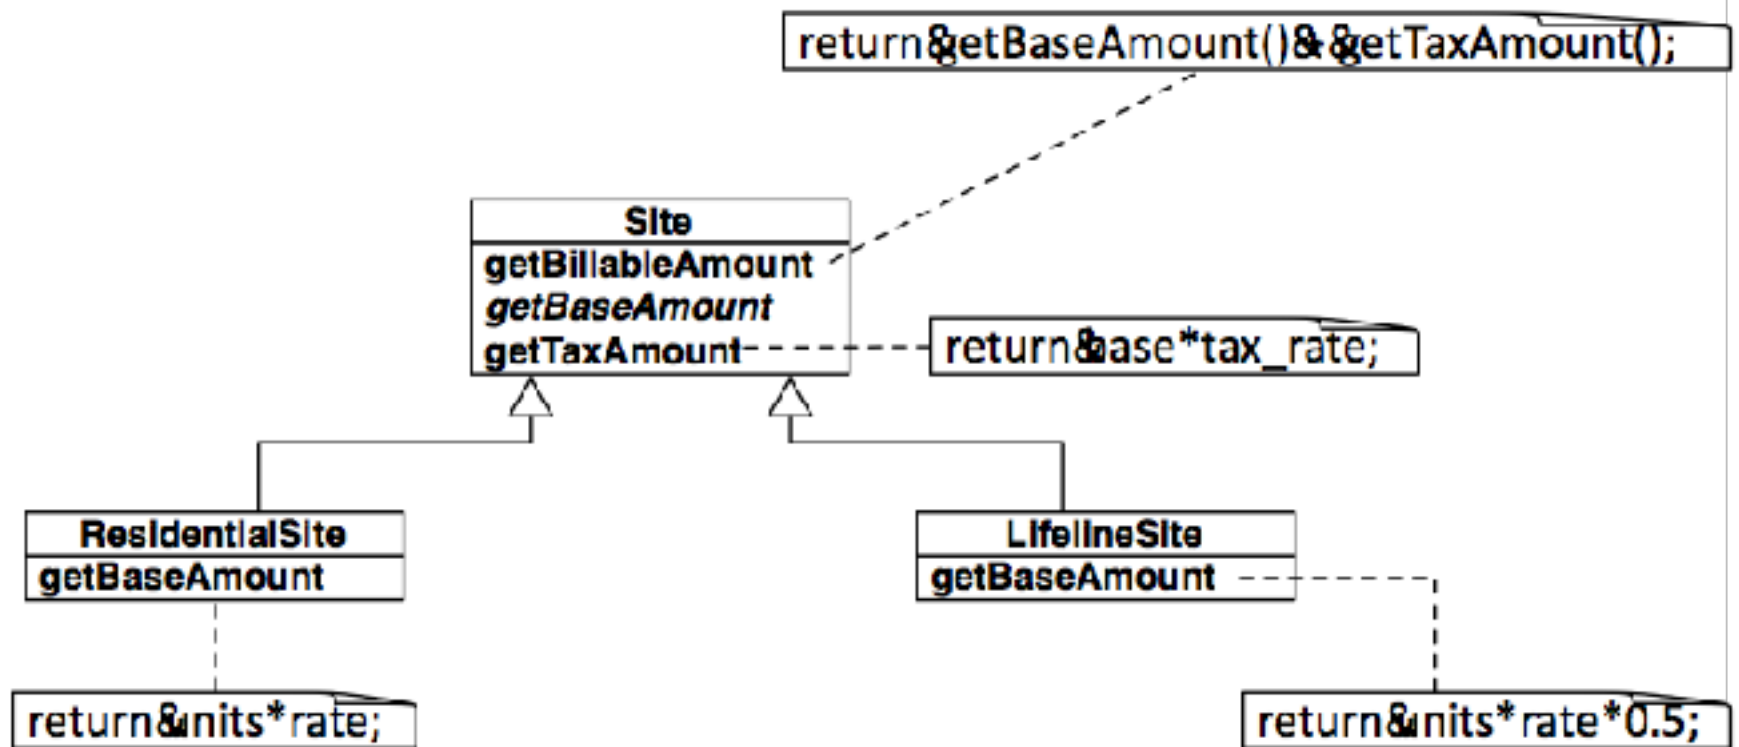 return&getBaseAmount()&+&getTaxAmount();
Site
getBillableAmount
getBaseAmount
getTaxAmount
return&base*tax_rate;
ResidentialSite
getBaseAmount
LifelineSite
getBaseAmount
return&units*rate;
return&units*rate*0.5;